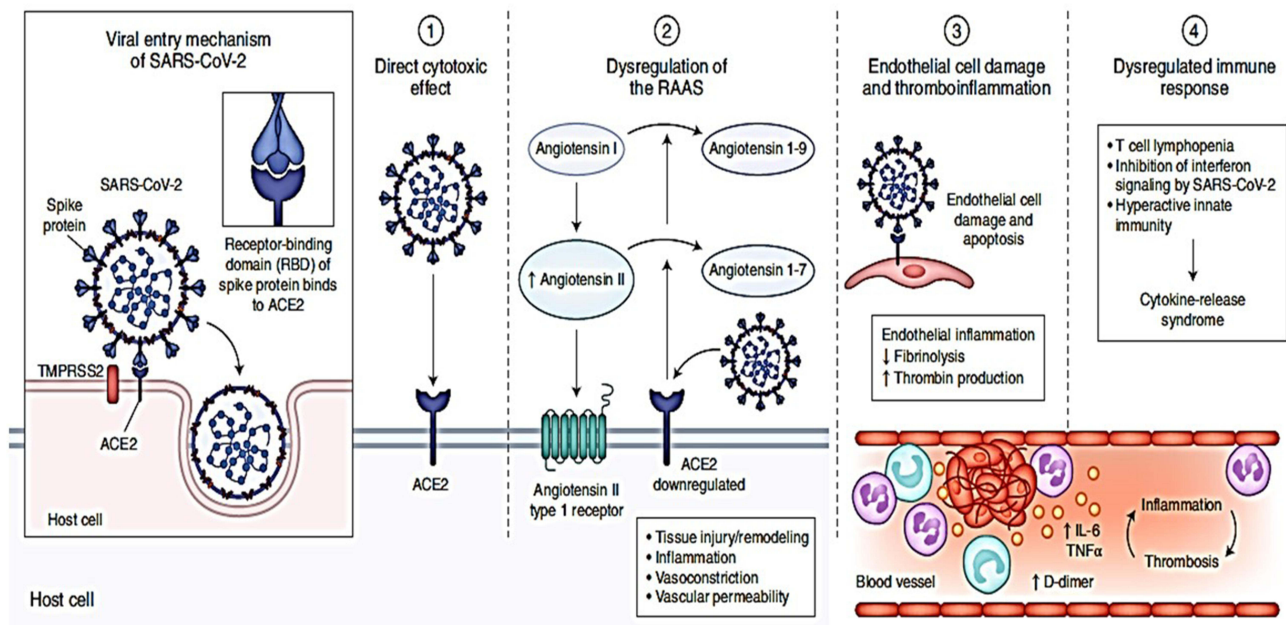 Viral entry mechanism
of SARS-CoV-2
SARS-CoV-2
Spike
protein
Receptor-binding
domain (RBD) of
spike protein binds
to ACE2
TMPRSS2
ACE2
Host cell
Host cell
1
Direct cytotoxic
effect
ACE2
2
Dysregulation of
the RAAS
Angiotensin I
Angiotensin 1-9
↑ Angiotensin II
Angiotensin 1-7
Angiotensin II
type 1 receptor
ACE2
downregulated
• Tissue injury/remodeling
• Inflammation
• Vasoconstriction
• Vascular permeability
3
Endothelial cell damage
and thromboinflammation
Endothelial cell
damage and
apoptosis
Endothelial inflammation
↓ Fibrinolysis
↑ Thrombin production
4
Dysregulated immune
response
• T cell lymphopenia
• Inhibition of interferon
signaling by SARS-CoV-2
• Hyperactive innate
immunity
Cytokine-release
syndrome
↑ IL-6
TNFα
Inflammation
Thrombosis
Blood vessel
↑ D-dimer